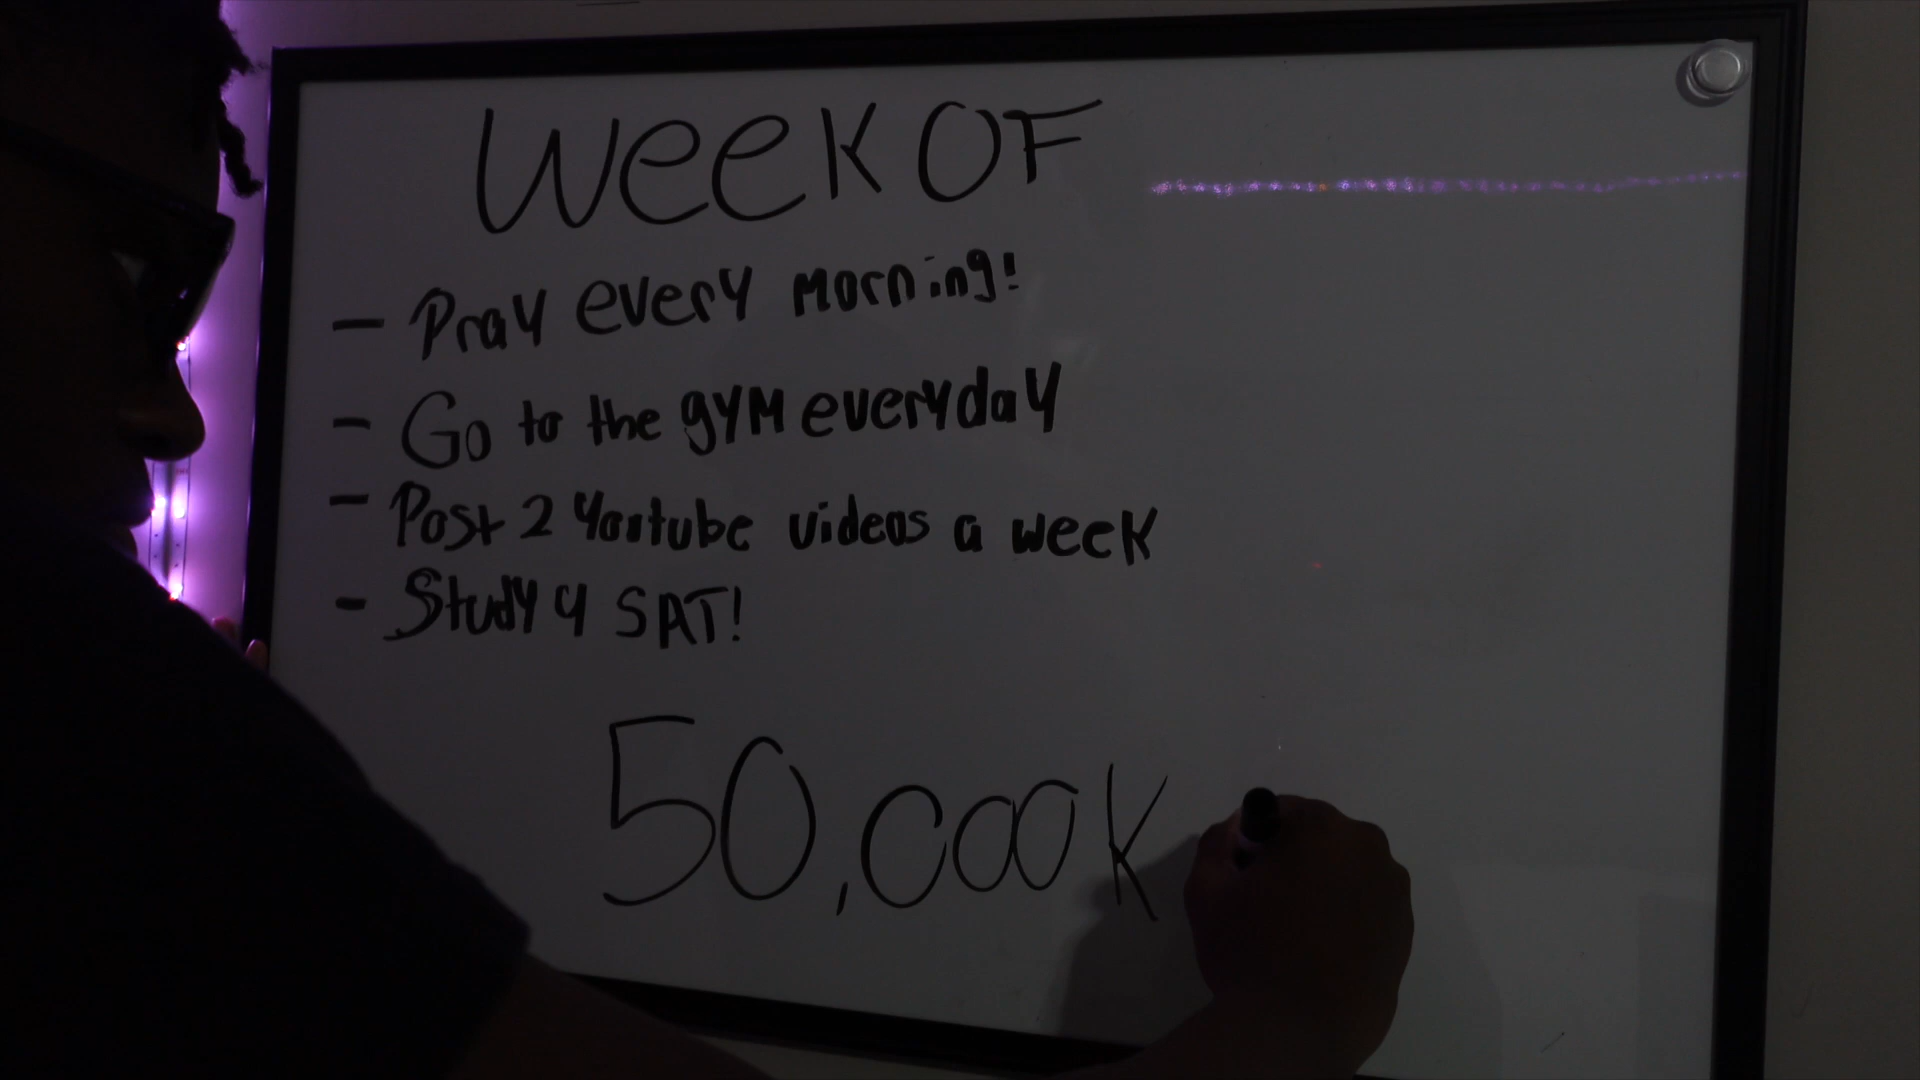 Week OF
- Pray every morning!
- Go to the gym everyday
- Post 2 Youtube videos a week
- Study 4 SAT!
50,000K